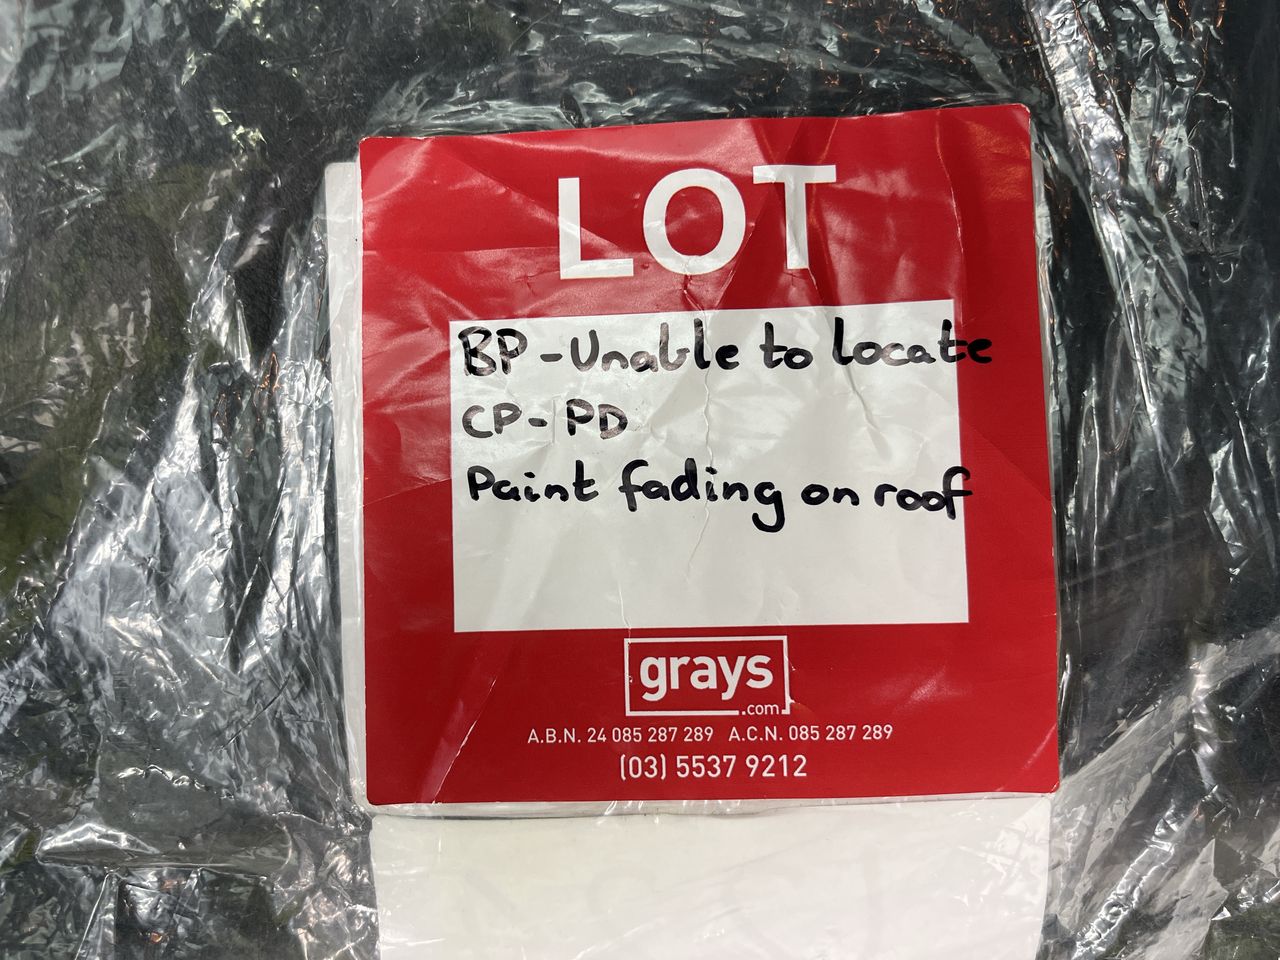 LOT
BP - Unable to locate
CP - PD
Paint fading on roof
grays
.com
A.B.N. 24 085 287 289 A.C.N. 085 287 289
(03) 5537 9212